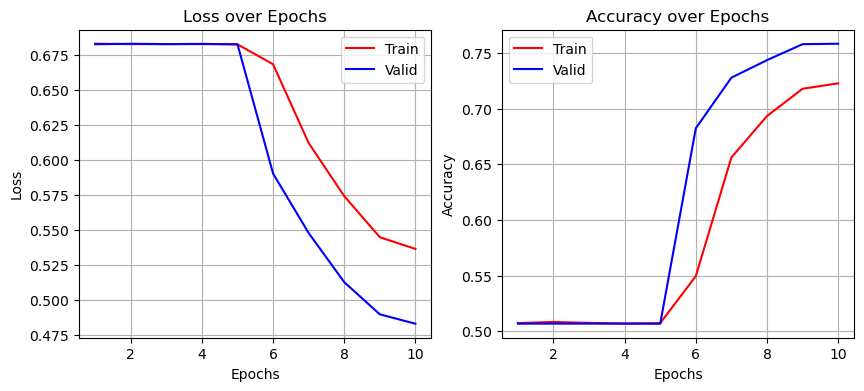 Loss over Epochs
0.675
0.650
0.625
0.600
0.575
0.550
0.525
0.500
0.475
Loss
Train
Valid
2
4
6
8
10
Epochs
Accuracy over Epochs
0.75
0.70
0.65
0.60
0.55
0.50
Accuracy
Train
Valid
2
4
6
8
10
Epochs